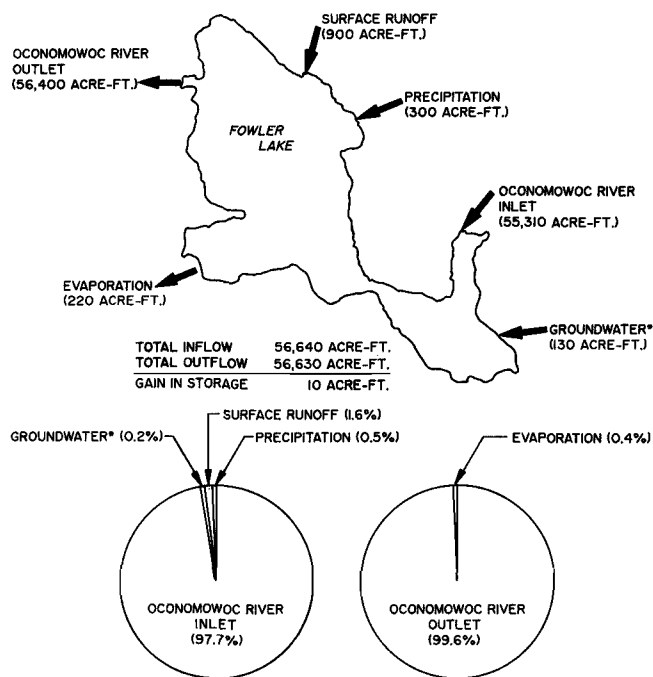 SURFACE RUNOFF
(900 ACRE-FT.)
OCONOMOWOC RIVER
OUTLET
(56,400 ACRE-FT.)
PRECIPITATION
(300 ACRE-FT.)
FOWLER
LAKE
OCONOMOWOC RIVER
INLET
(55,310 ACRE-FT.)
EVAPORATION
(220 ACRE-FT.)
GROUNDWATER*
(130 ACRE-FT.)
TOTAL INFLOW 56,640 ACRE-FT.
TOTAL OUTFLOW 56,630 ACRE-FT.
GAIN IN STORAGE 10 ACRE-FT.
SURFACE RUNOFF (1.6%)
GROUNDWATER* (0.2%)
PRECIPITATION (0.5%)
EVAPORATION (0.4%)
OCONOMOWOC RIVER
INLET
(97.7%)
OCONOMOWOC RIVER
OUTLET
(99.6%)